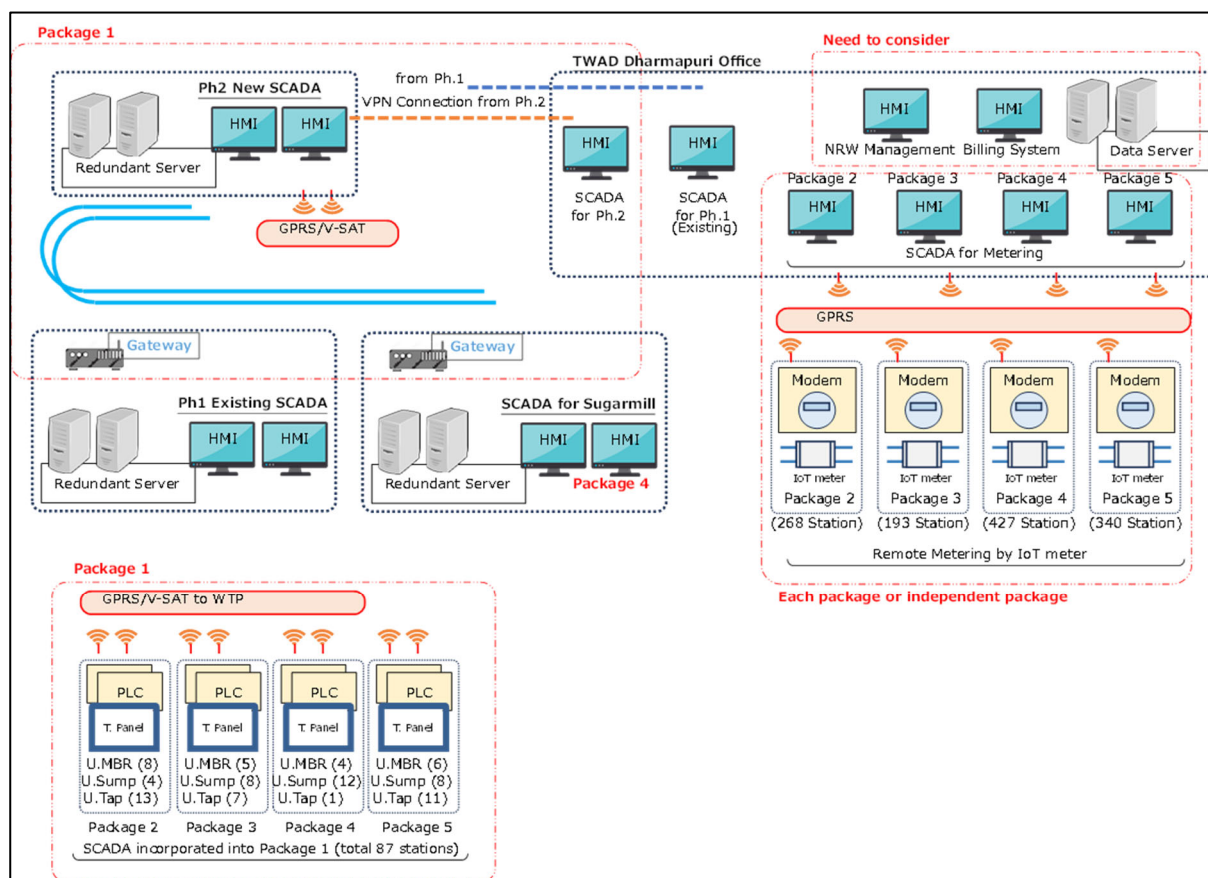 Package 1
Ph2 New SCADA
HMI
HMI
Redundant Server
GPRS/V-SAT
from Ph.1
VPN Connection from Ph.2
TWAD Dharmapuri Office
HMI
SCADA
for Ph.2
HMI
SCADA
for Ph.1
(Existing)
Need to consider
HMI
HMI
NRW Management
Billing System
Data Server
Package 2
Package 3
Package 4
Package 5
HMI
HMI
HMI
HMI
SCADA for Metering
GPRS
Modem
Modem
Modem
Modem
IoT meter
IoT meter
IoT meter
IoT meter
Package 2
Package 3
Package 4
Package 5
(268 Station)
(193 Station)
(427 Station)
(340 Station)
Remote Metering by IoT meter
Each package or independent package
Gateway
Ph1 Existing SCADA
HMI
HMI
Redundant Server
Gateway
SCADA for Sugarmill
HMI
HMI
Package 4
Redundant Server
Package 1
GPRS/V-SAT to WTP
PLC
PLC
PLC
PLC
T. Panel
T. Panel
T. Panel
T. Panel
U.MBR (8)
U.Sump (4)
U.Tap (13)
U.MBR (5)
U.Sump (8)
U.Tap (7)
U.MBR (4)
U.Sump (12)
U.Tap (1)
U.MBR (6)
U.Sump (8)
U.Tap (11)
Package 2
Package 3
Package 4
Package 5
SCADA incorporated into Package 1 (total 87 stations)